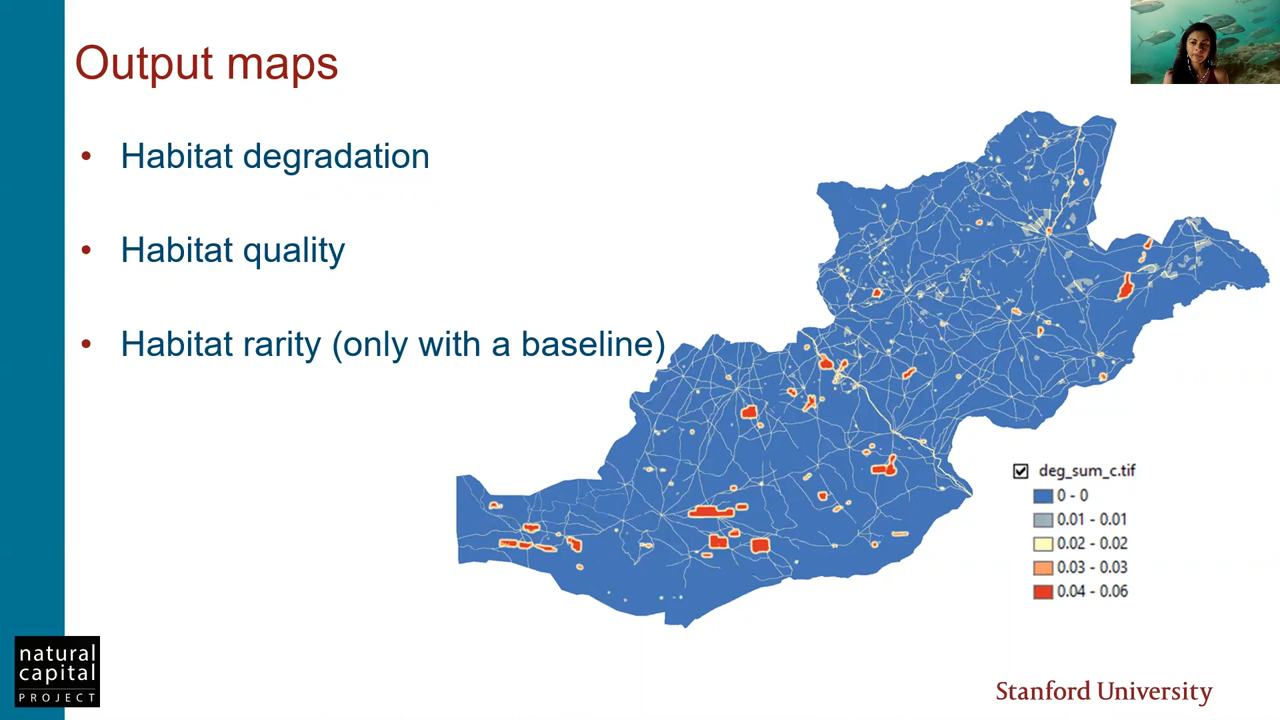 Output maps
• Habitat degradation
• Habitat quality
• Habitat rarity (only with a baseline)
deg_sum_c.tif
0 - 0
0.01 - 0.01
0.02 - 0.02
0.03 - 0.03
0.04 - 0.06
natural
capital
PROJECT
Stanford University